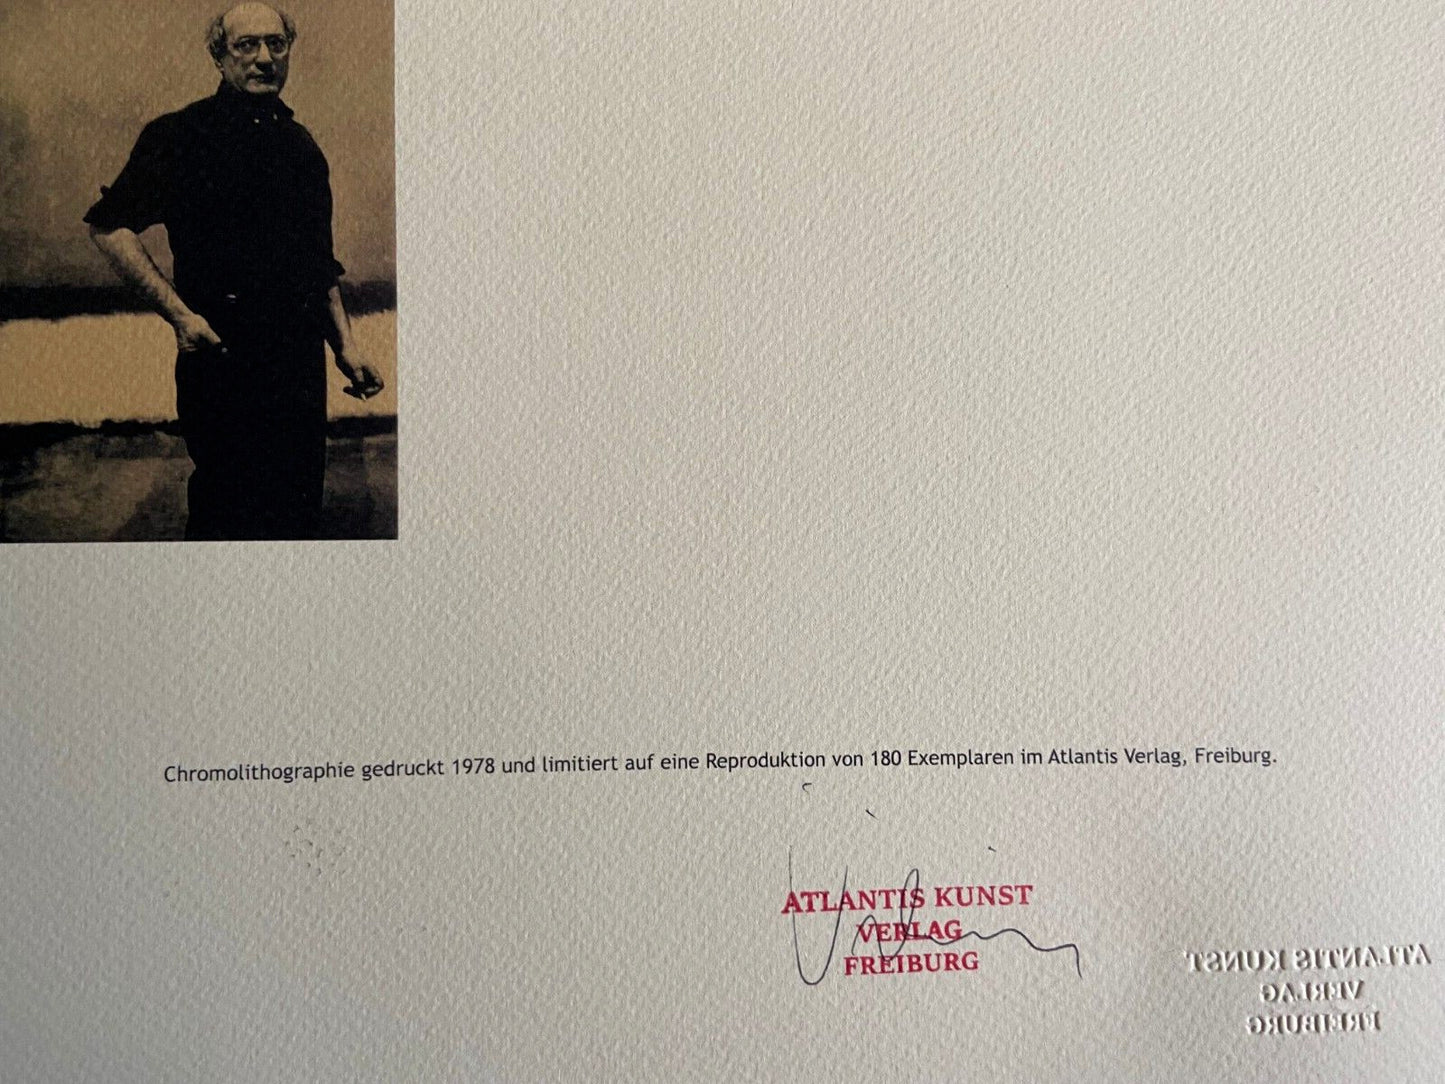 Chromolithographie gedruckt 1978 und limitiert auf eine Reproduktion von 180 Exemplaren im Atlantis Verlag, Freiburg.
ATLANTIS KUNST
VERLAG
FREIBURG
ATLANTIS KUNST
VERLAG
FREIBURG